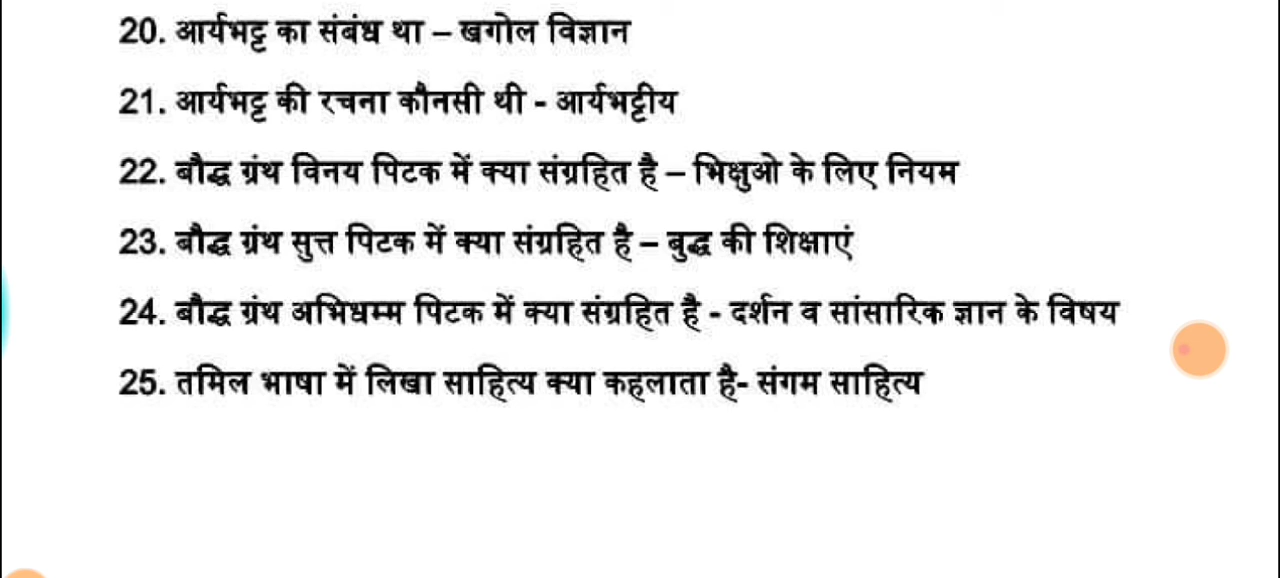 20. आर्यभट्ट का संबंध था – खगोल विज्ञान
21. आर्यभट्ट की रचना कौनसी थी - आर्यभट्टीय
22. बौद्ध ग्रंथ विनय पिटक में क्या संग्रहित है – भिक्षुओ के लिए नियम
23. बौद्ध ग्रंथ सुत्त पिटक में क्या संग्रहित है – बुद्ध की शिक्षाएं
24. बौद्ध ग्रंथ अभिधम्म पिटक में क्या संग्रहित है - दर्शन व सांसारिक ज्ञान के विषय
25. तमिल भाषा में लिखा साहित्य क्या कहलाता है- संगम साहित्य